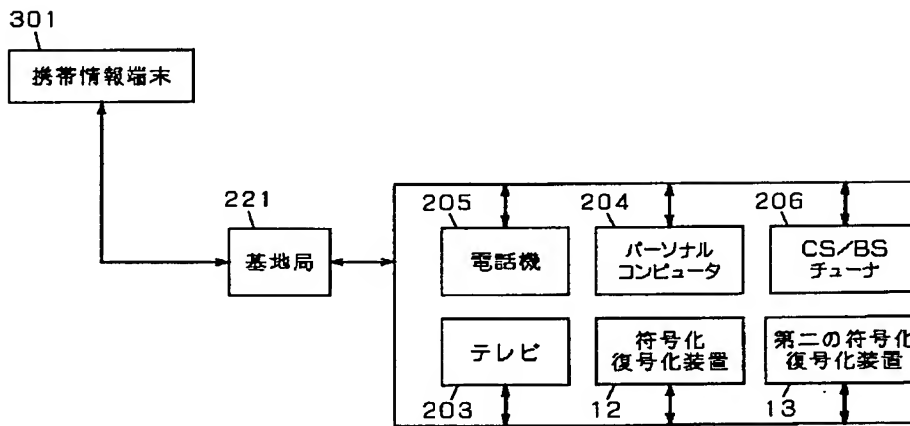 301
携帯情報端末
221
基地局
205
電話機
204
パーソナル
コンピュータ
206
CS/BS
チューナ
テレビ
203
符号化
復号化装置
12
第二の符号化
復号化装置
13